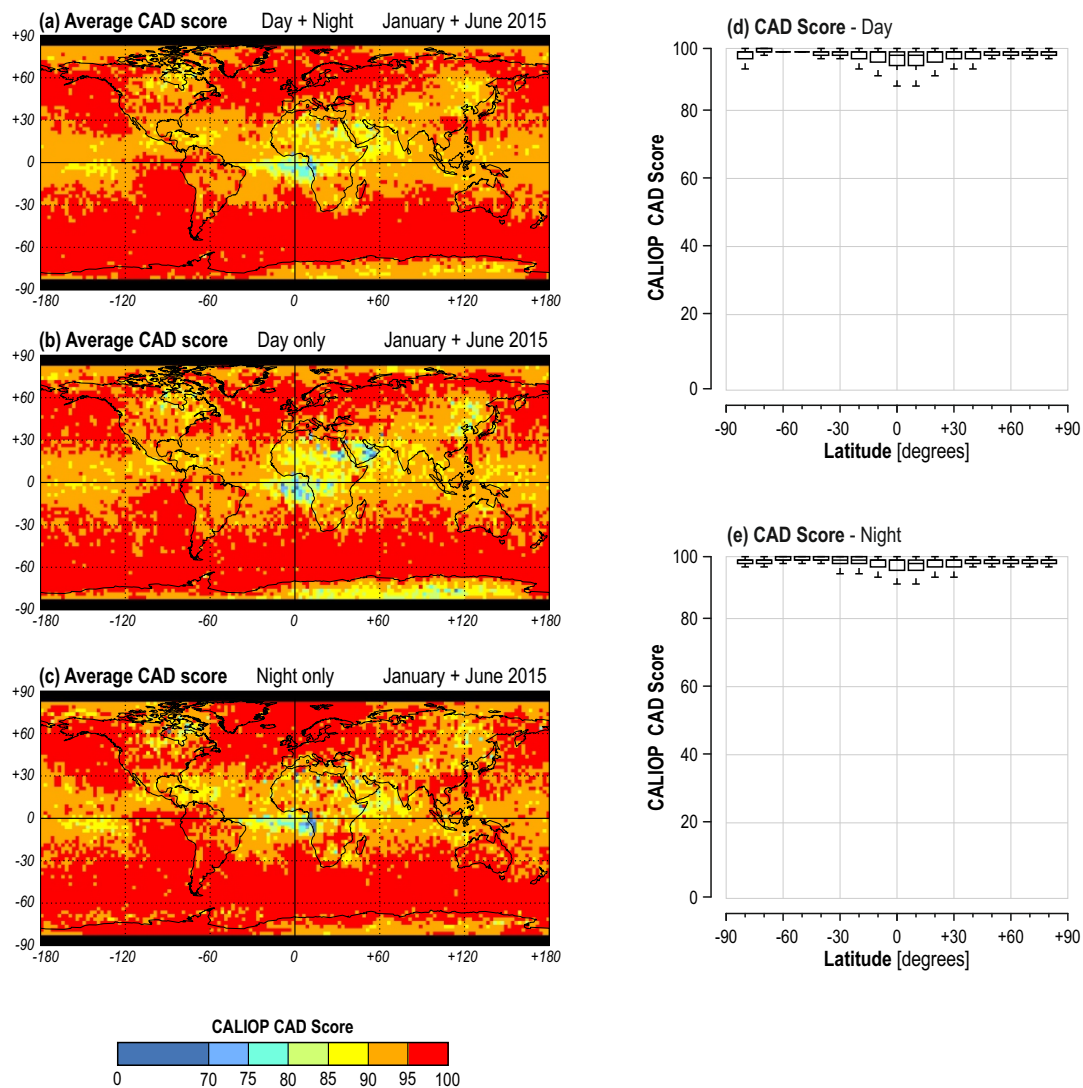 (a) Average CAD score Day + Night January + June 2015
+90
+60
+30
0
-30
-60
-90
-180 -120 -60 0 +60 +120 +180
(b) Average CAD score Day only January + June 2015
+90
+60
+30
0
-30
-60
-90
-180 -120 -60 0 +60 +120 +180
(c) Average CAD score Night only January + June 2015
+90
+60
+30
0
-30
-60
-90
-180 -120 -60 0 +60 +120 +180
CALIOP CAD Score
0 70 75 80 85 90 95 100
(d) CAD Score - Day
CALIOP CAD Score
100
80
60
40
20
0
-90 -60 -30 0 +30 +60 +90
Latitude [degrees]
(e) CAD Score - Night
CALIOP CAD Score
100
80
60
40
20
0
-90 -60 -30 0 +30 +60 +90
Latitude [degrees]